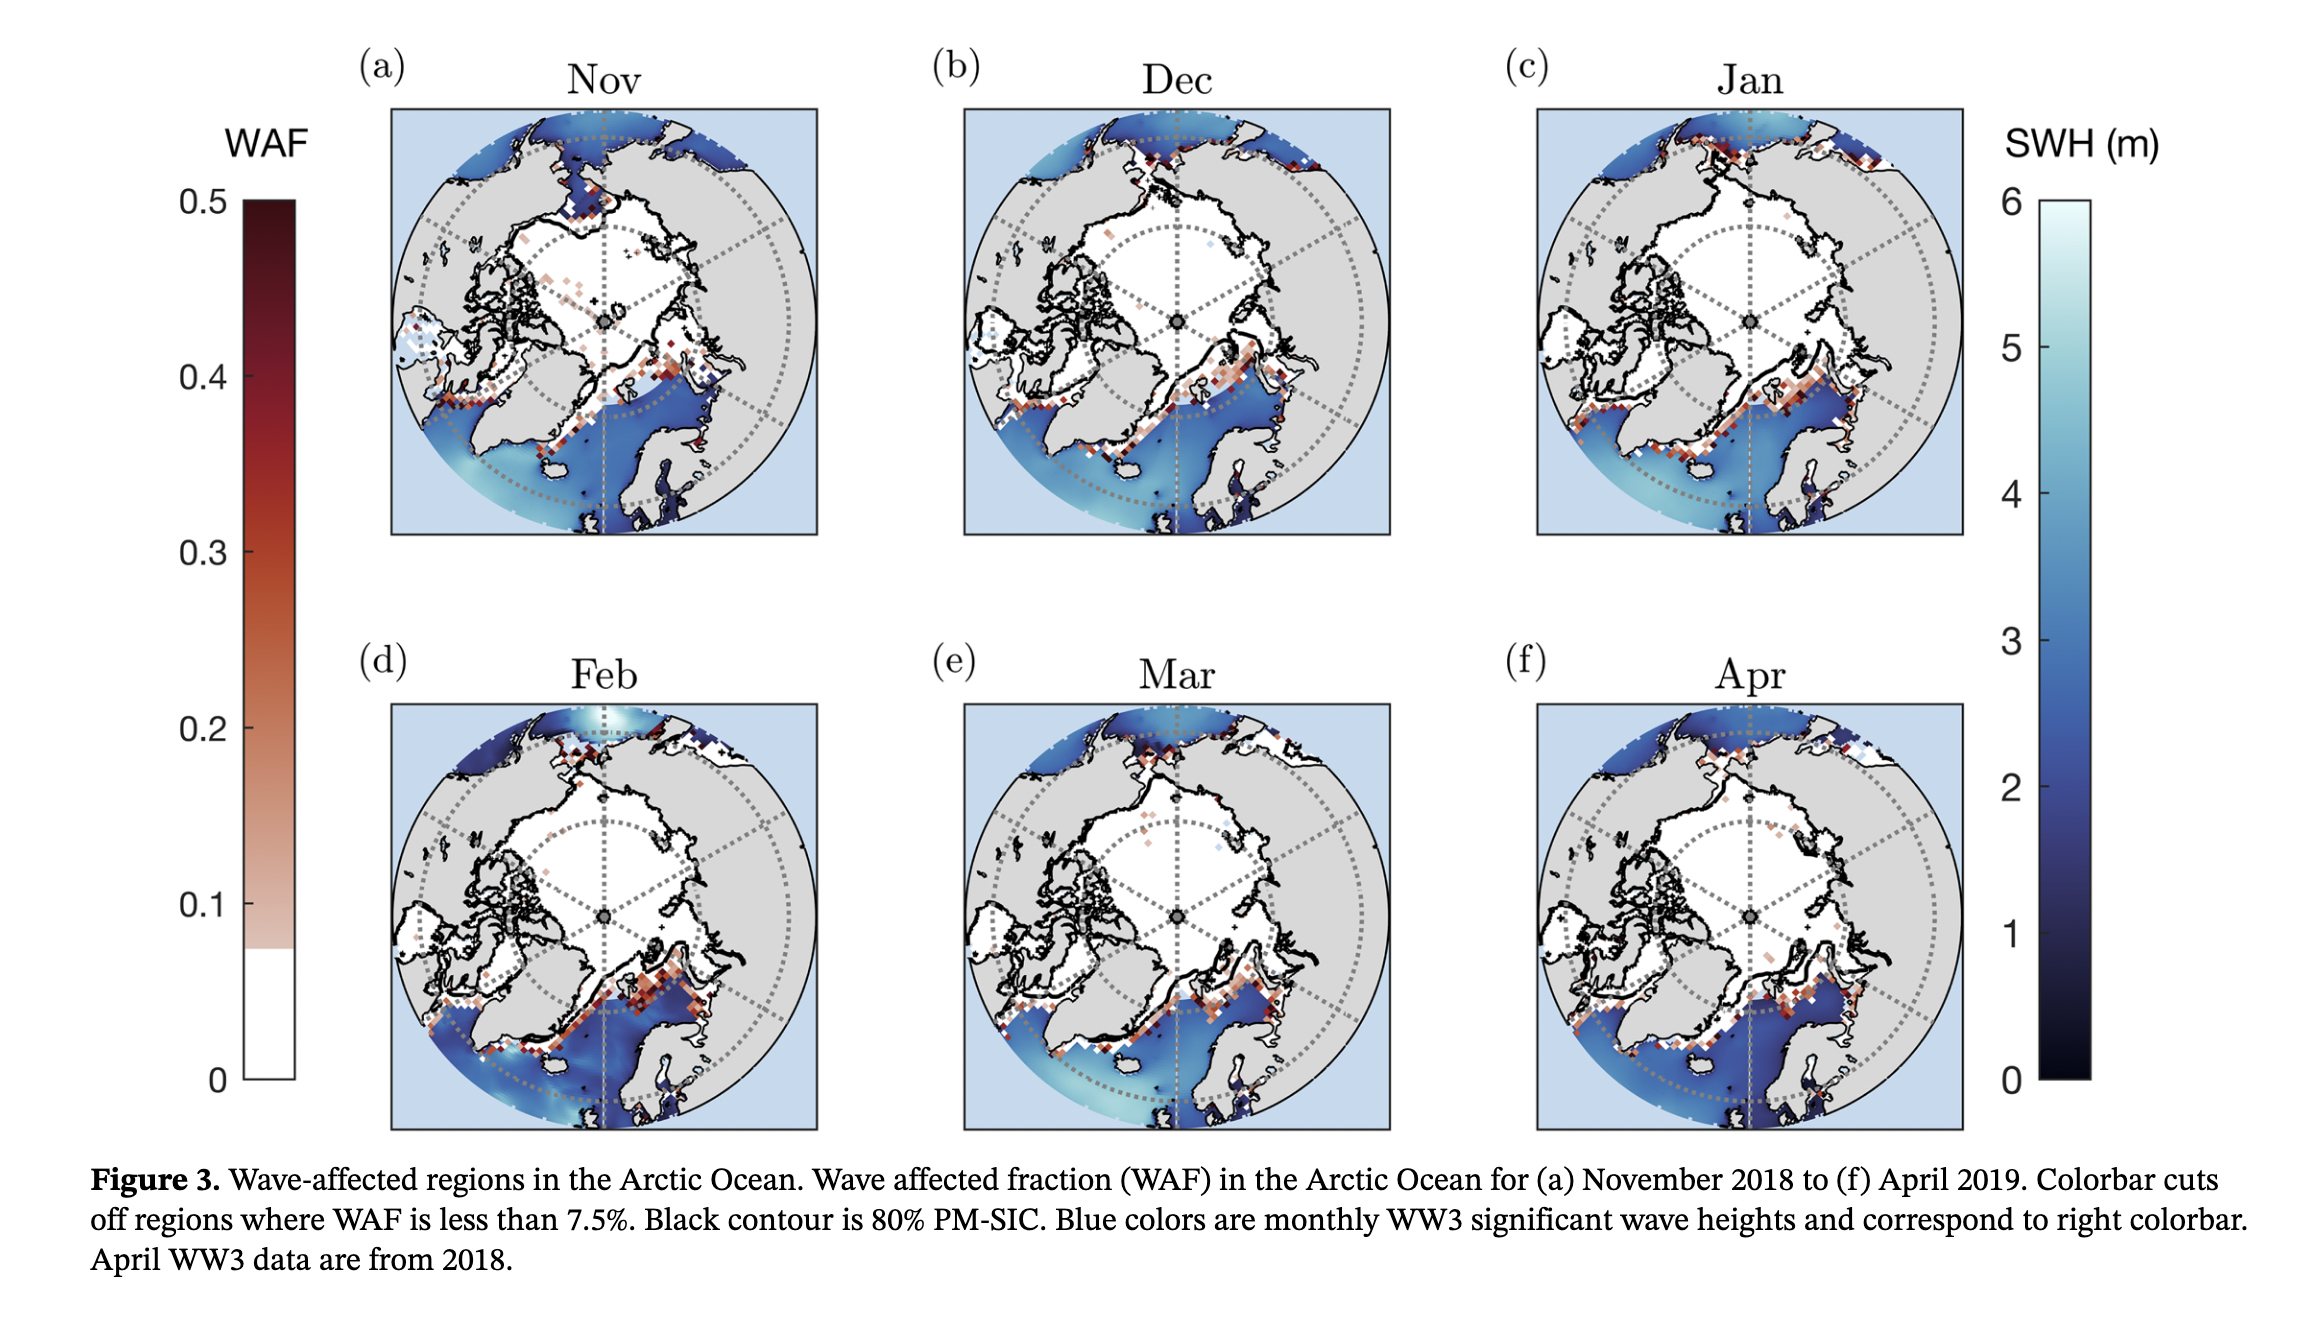 (a)
Nov
(b)
Dec
(c)
Jan
WAF
0.5
0.4
0.3
0.2
0.1
0
SWH (m)
6
5
4
3
2
1
0
(d)
Feb
(e)
Mar
(f)
Apr
Figure 3. Wave-affected regions in the Arctic Ocean. Wave affected fraction (WAF) in the Arctic Ocean for (a) November 2018 to (f) April 2019. Colorbar cuts
off regions where WAF is less than 7.5%. Black contour is 80% PM-SIC. Blue colors are monthly WW3 significant wave heights and correspond to right colorbar.
April WW3 data are from 2018.